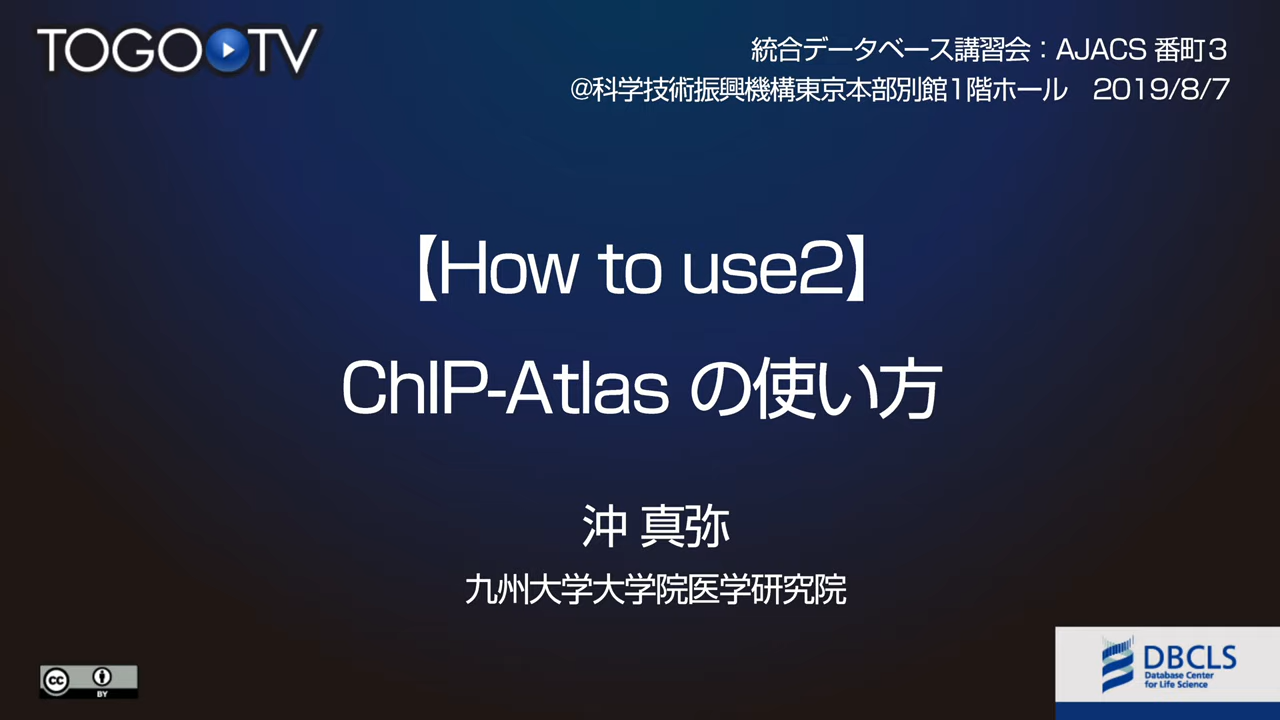 TOGO TV
統合データベース講習会：AJACS 番町3
@科学技術振興機構東京本部別館1階ホール　2019/8/7
【How to use2】
ChIP-Atlas の使い方
沖 真弥
九州大学大学院医学研究院
cc
BY
DBCLS
Database Center
for Life Science